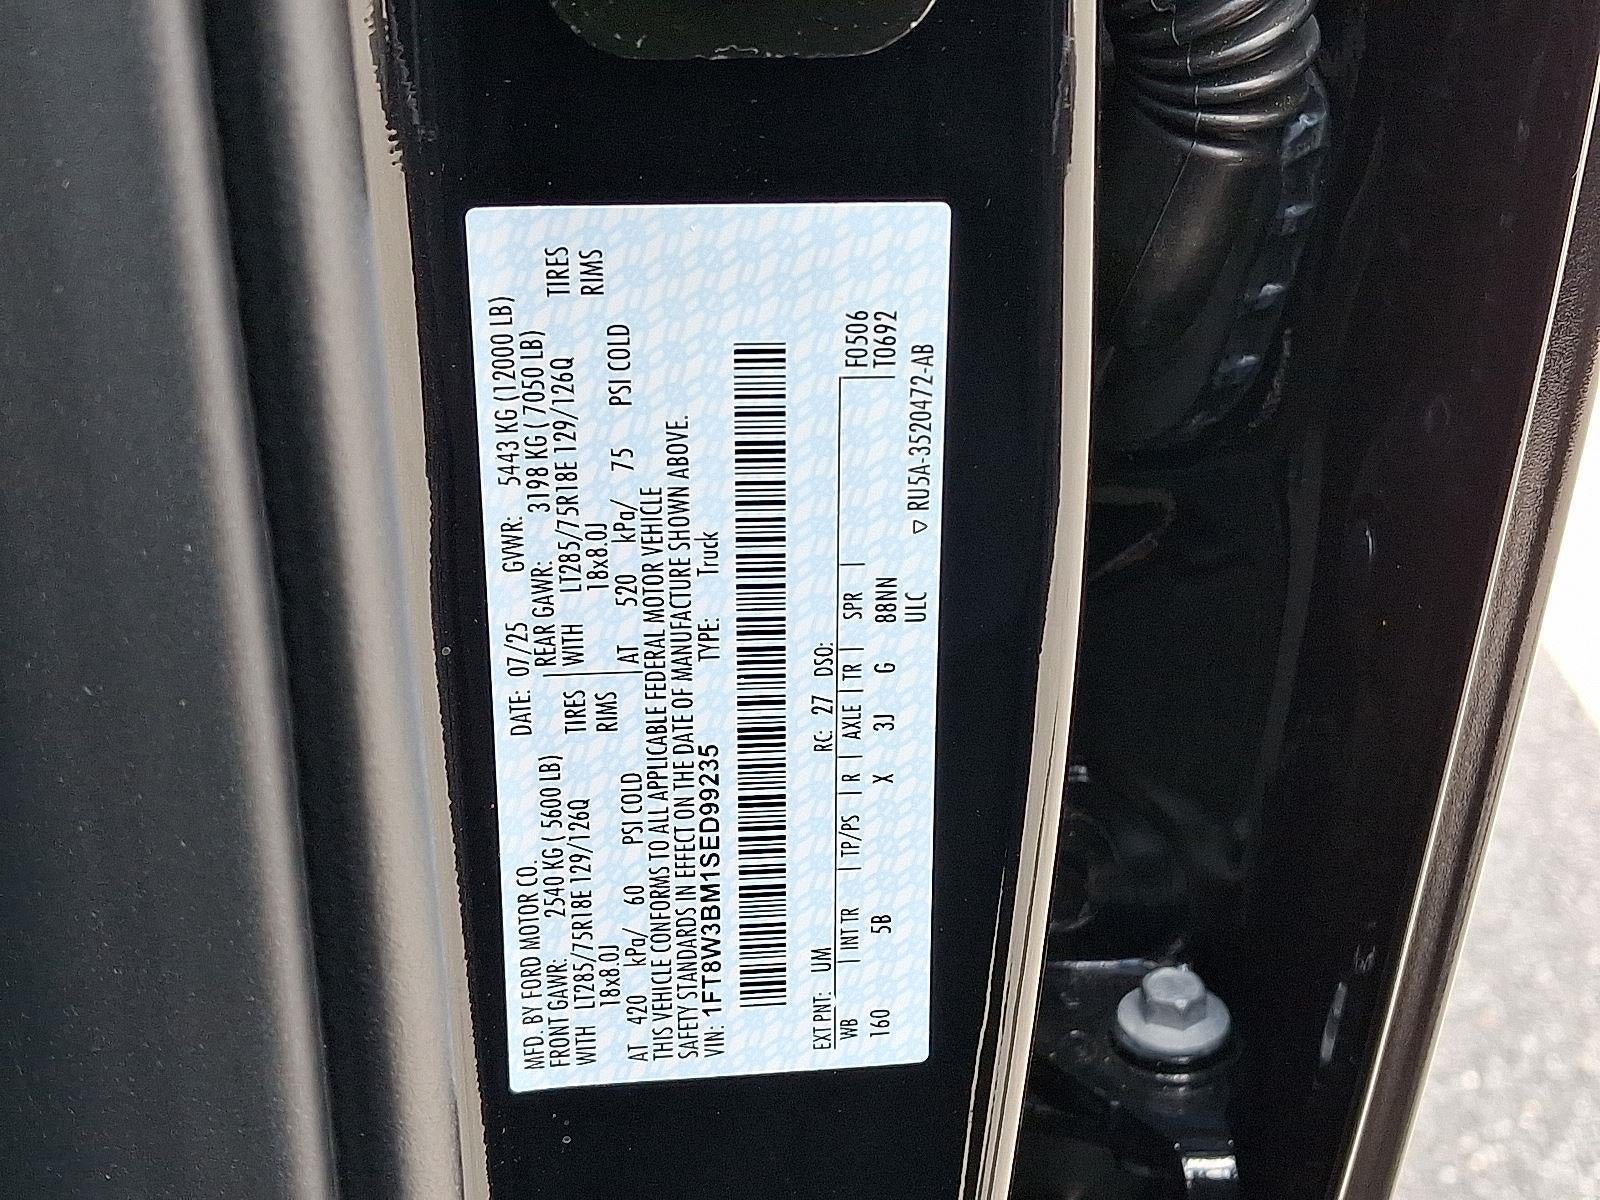 MFD. BY FORD MOTOR CO. DATE: 07/25 GVWR: 5443 KG (12000 LB)
FRONT GAWR: 2540 KG ( 5600 LB) REAR GAWR: 3198 KG ( 7050 LB)
WITH LT285/75R18E 129/126Q TIRES WITH LT285/75R18E 129/126Q TIRES
18x8.0J RIMS 18x8.0J RIMS
AT 420 kPa/ 60 PSI COLD AT 520 kPa/ 75 PSI COLD
THIS VEHICLE CONFORMS TO ALL APPLICABLE FEDERAL MOTOR VEHICLE
SAFETY STANDARDS IN EFFECT ON THE DATE OF MANUFACTURE SHOWN ABOVE.
VIN: 1FT8W3BM1SED99235 TYPE: Truck
EXT PNT: UM RC: 27 DSO: F0506
WB | INT TR | TP/PS | R | AXLE | TR | SPR | T0692
160 5B X 3J G 88NN
ULC ▽ RU5A-3520472-AB